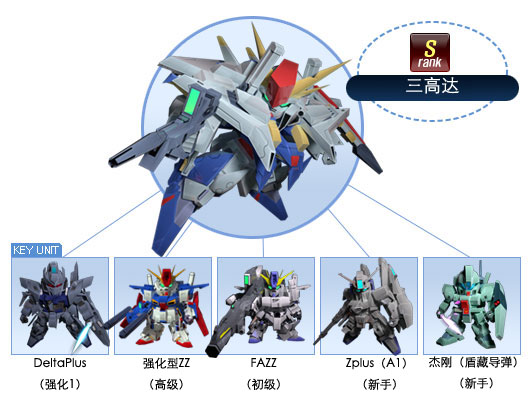 S
rank
三高达
KEY UNIT
DeltaPlus
（强化1）
强化型ZZ
（高级）
FAZZ
（初级）
Zplus（A1）
（新手）
杰刚（盾藏导弹）
（新手）